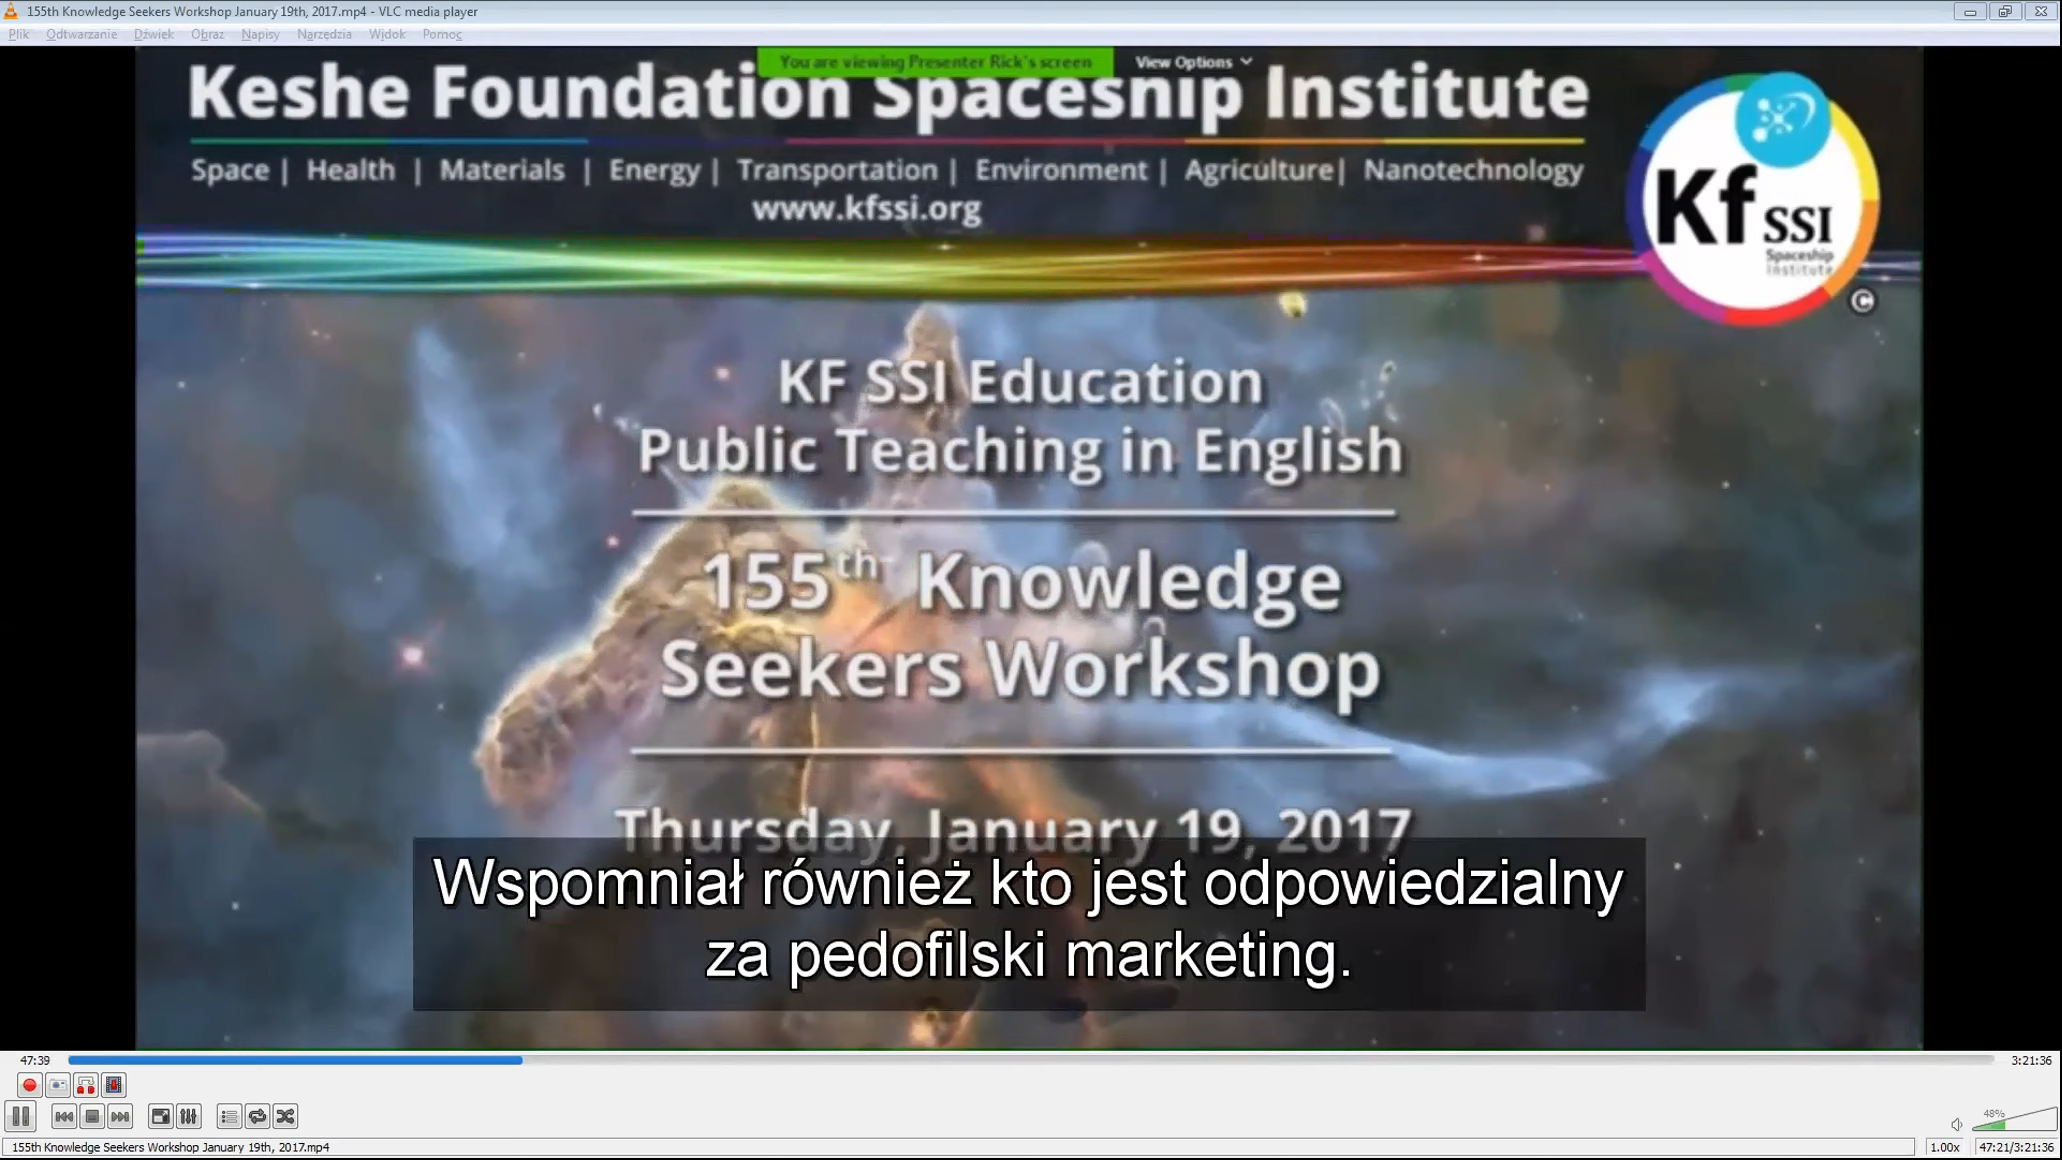 155th Knowledge Seekers Workshop January 19th, 2017.mp4 - VLC media player
Plik Odtwarzanie Dźwiek Obraz Napisy Narzędzia Widok Pomoc
You are viewing Presenter Rick's screen View Options
Keshe Foundation Spaceship Institute
Space | Health | Materials | Energy | Transportation | Environment | Agriculture | Nanotechnology
www.kfssi.org
Kf SSI
Spaceship
Institute
©
KF SSI Education
Public Teaching in English
155th Knowledge
Seekers Workshop
Thursday, January 19, 2017
Wspomniał również kto jest odpowiedzialny
za pedofilski marketing.
47:39 3:21:36
48%
155th Knowledge Seekers Workshop January 19th, 2017.mp4 1.00x 47:21/3:21:36